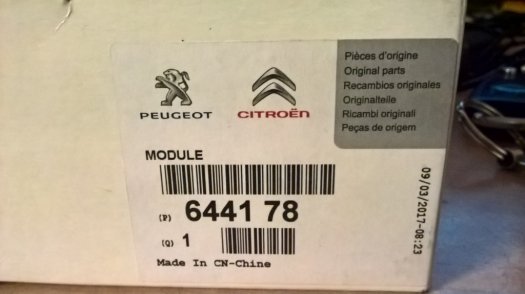 PEUGEOT
CITROËN
Pièces d'origine
Original parts
Recambios originales
Originalteile
Ricambi originali
Peças de origem
MODULE
(P) 6441 78
(Q) 1
Made In CN-Chine
09/03/2017-08:23